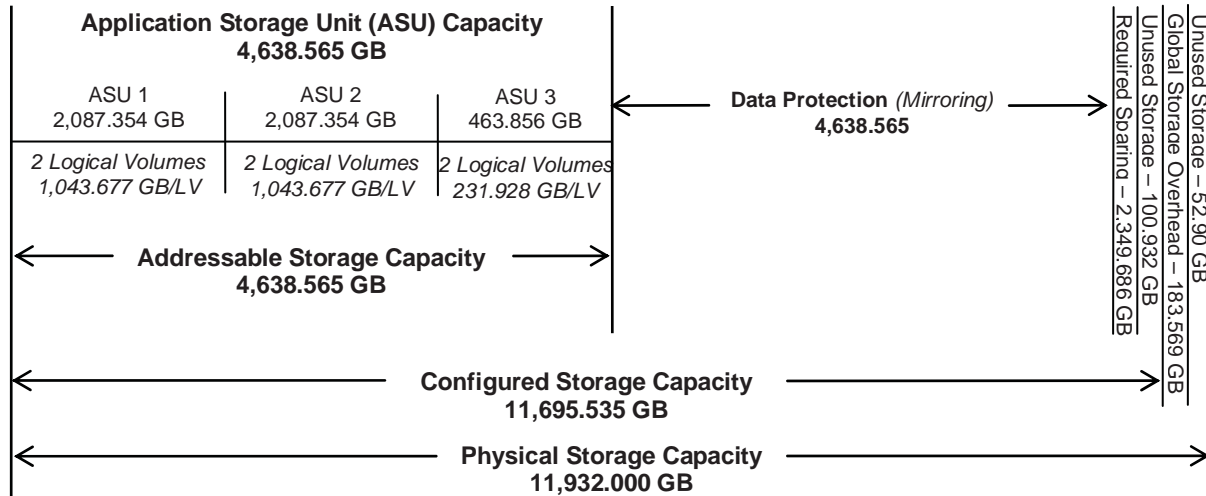 Application Storage Unit (ASU) Capacity
4,638.565 GB
ASU 1
2,087.354 GB
ASU 2
2,087.354 GB
ASU 3
463.856 GB
2 Logical Volumes
1,043.677 GB/LV
2 Logical Volumes
1,043.677 GB/LV
2 Logical Volumes
231.928 GB/LV
Addressable Storage Capacity
4,638.565 GB
Data Protection (Mirroring)
4,638.565
Required Sparing – 2,349.686 GB
Unused Storage – 100.932 GB
Global Storage Overhead – 183.569 GB
Unused Storage – 52.90 GB
Configured Storage Capacity
11,695.535 GB
Physical Storage Capacity
11,932.000 GB